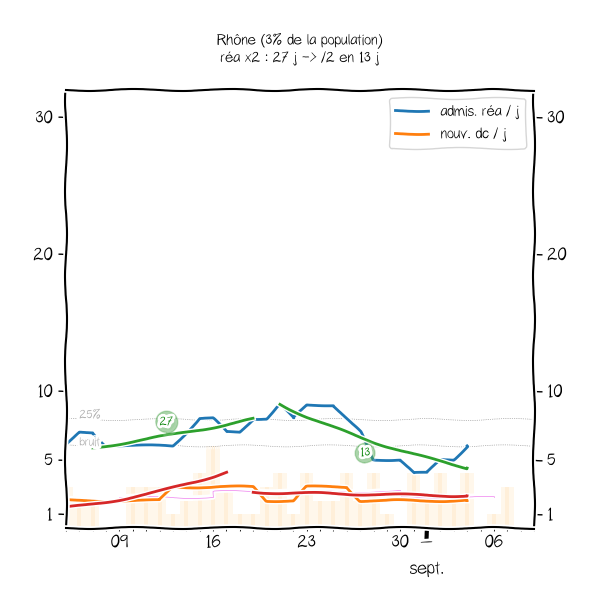 Rhône (3% de la population)
réa x2 : 27 j -> /2 en 13 j
admis. réa / j
nouv. dc / j
30 30
20 20
10 10
25%
27
bruit
13
5 5
1 1
09 16 23 30 06
sept.